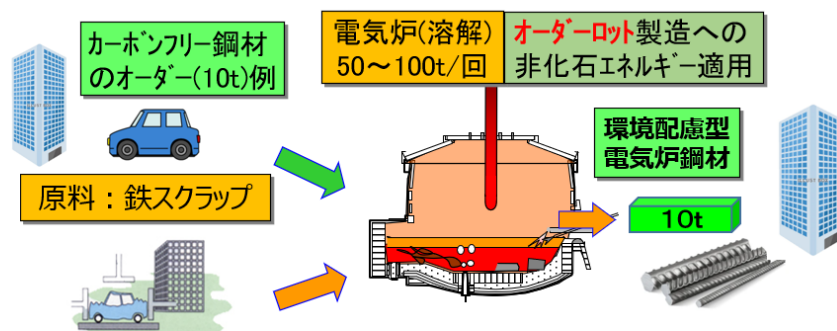 カーボンフリー鋼材
のオーダー(10t)例
電気炉(溶解)
50～100t/回
オーダーロット製造への
非化石エネルギー適用
原料：鉄スクラップ
環境配慮型
電気炉鋼材
10t